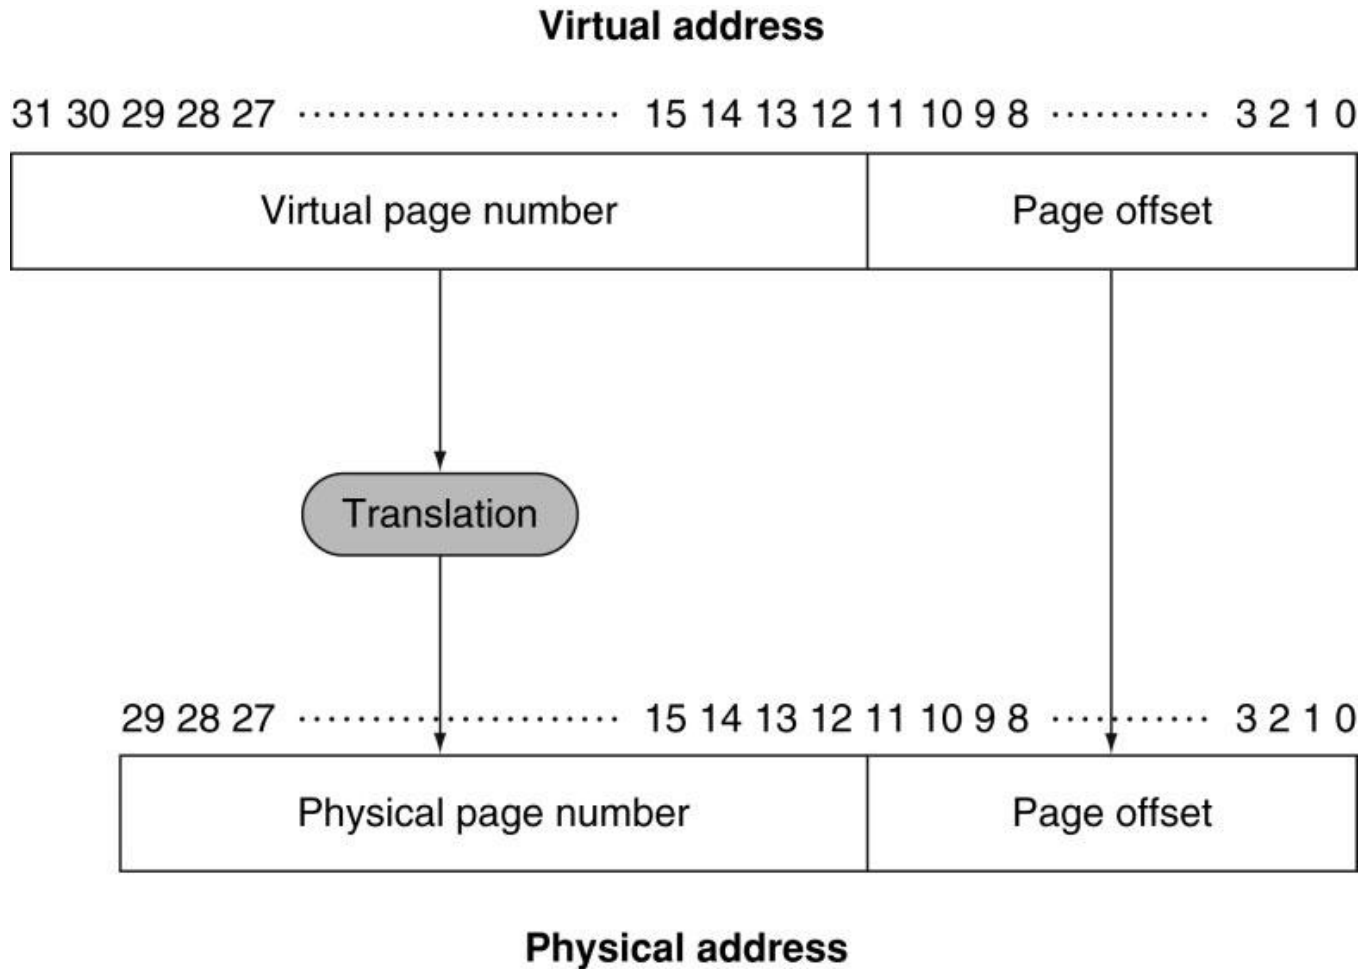 Virtual address
31 30 29 28 27 ······················ 15 14 13 12 11 10 9 8 ··········· 3 2 1 0
Virtual page number Page offset
Translation
29 28 27 ······················ 15 14 13 12 11 10 9 8 ··········· 3 2 1 0
Physical page number Page offset
Physical address